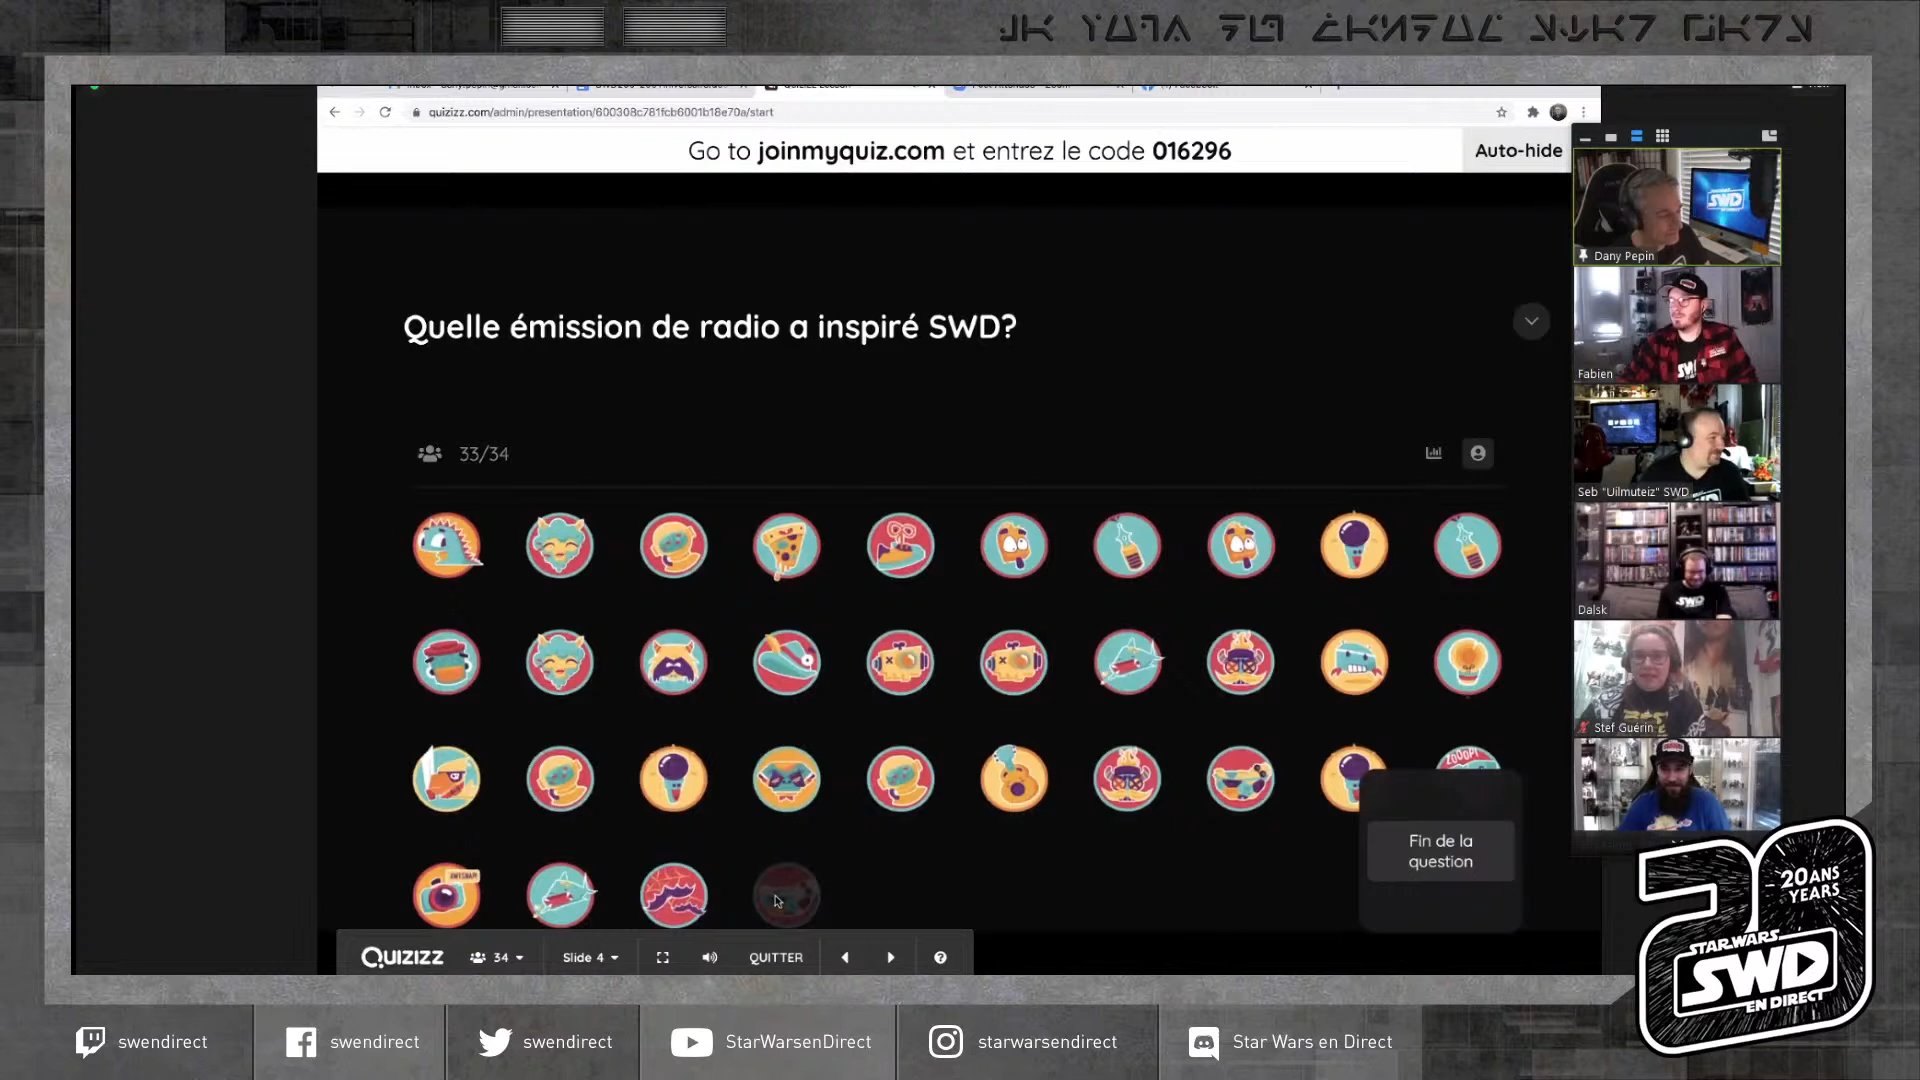 quizizz.com/admin/presentation/600308c781fcb6001b18e70a/start
Go to joinmyquiz.com et entrez le code 016296
Auto-hide
Dany Pepin
Quelle émission de radio a inspiré SWD?
Fabien
33/34
Seb "Uilmuteiz" SWD
SWD
Dalsk
Stef Guérin
ZOOOP!
Fin de la
question
QUIZIZZ
34
Slide 4
QUITTER
20 ANS
YEARS
STAR WARS
SWD
EN DIRECT
swendirect
swendirect
swendirect
StarWarsenDirect
starwarsendirect
Star Wars en Direct